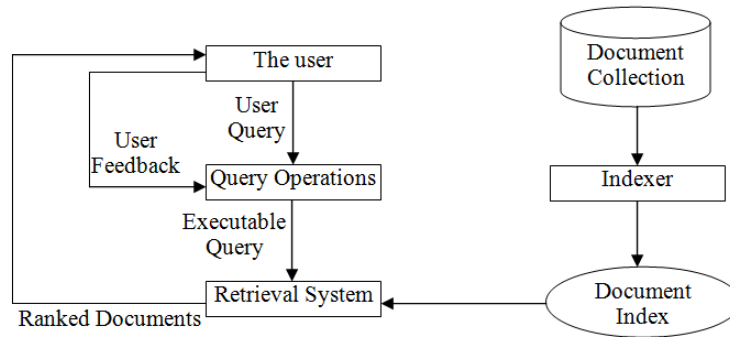 The user
User
Query
User
Feedback
Query Operations
Executable
Query
Retrieval System
Ranked Documents
Document
Collection
Indexer
Document
Index